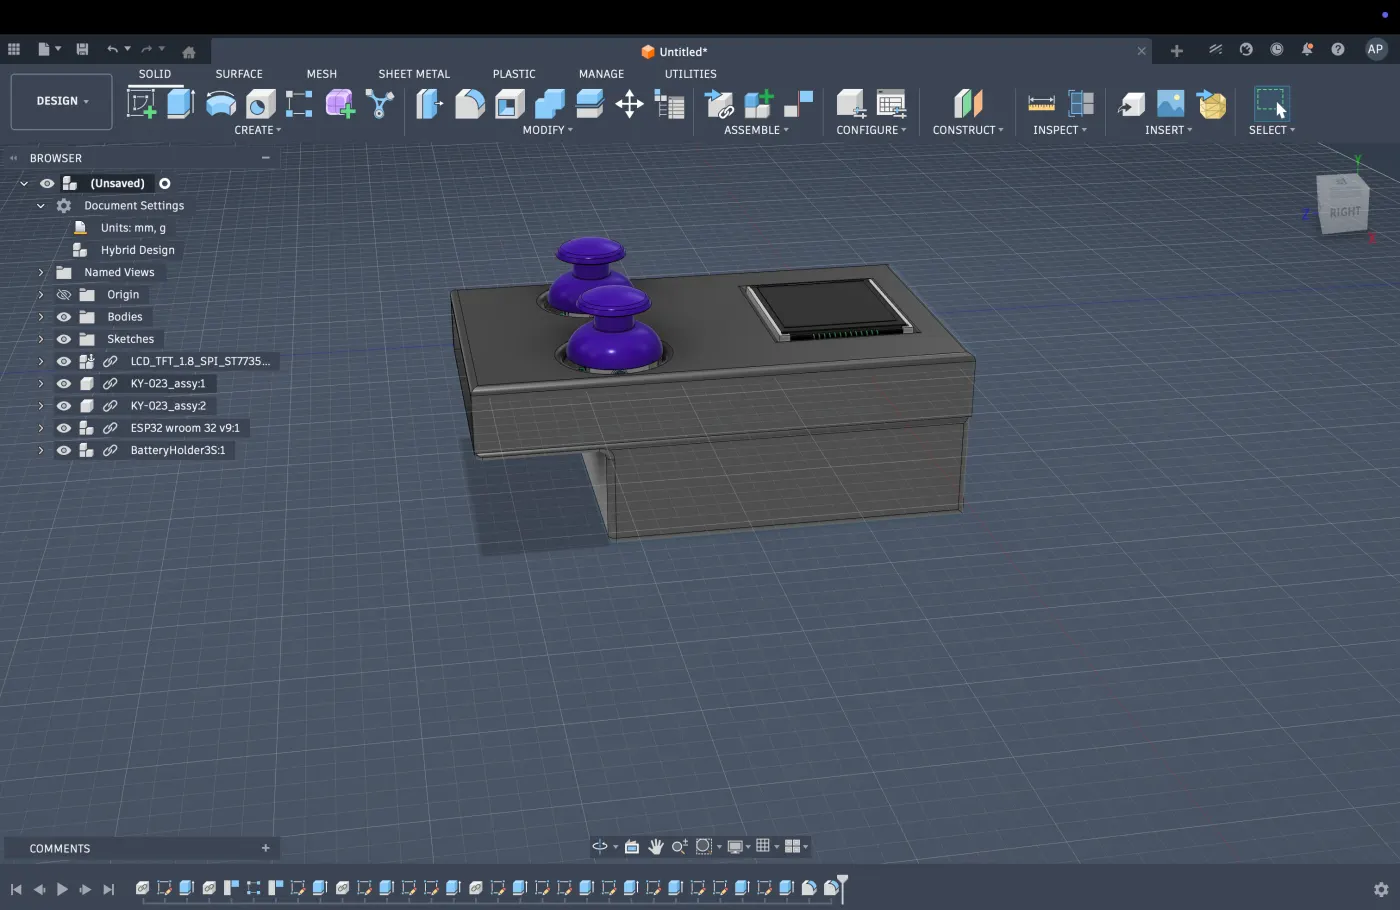 Untitled*
AP
SOLID
SURFACE
MESH
SHEET METAL
PLASTIC
MANAGE
UTILITIES
DESIGN
CREATE
MODIFY
ASSEMBLE
CONFIGURE
CONSTRUCT
INSPECT
INSERT
SELECT
BROWSER
(Unsaved)
Document Settings
Units: mm, g
Hybrid Design
Named Views
Origin
Bodies
Sketches
LCD_TFT_1.8_SPI_ST7735...
KY-023_assy:1
KY-023_assy:2
ESP32 wroom 32 v9:1
BatteryHolder3S:1
Y
Z
RIGHT
X
COMMENTS